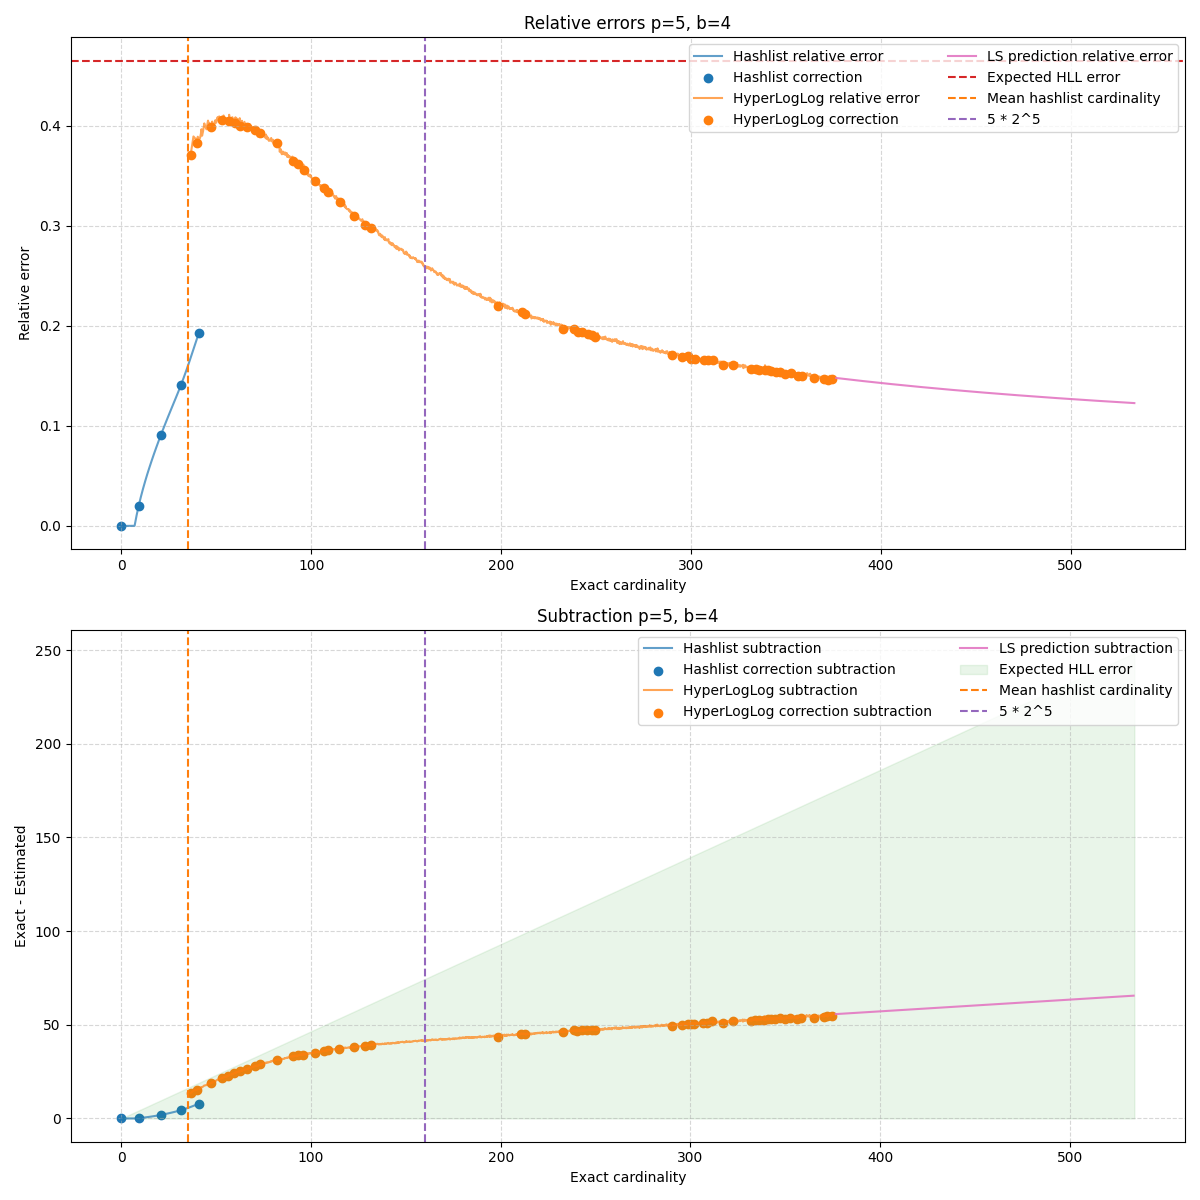 Relative errors p=5, b=4
Hashlist relative error
Hashlist correction
HyperLogLog relative error
HyperLogLog correction
LS prediction relative error
Expected HLL error
Mean hashlist cardinality
5 * 2^5
Relative error
0.4
0.3
0.2
0.1
0.0
0 100 200 300 400 500
Exact cardinality
Subtraction p=5, b=4
Hashlist subtraction
Hashlist correction subtraction
HyperLogLog subtraction
HyperLogLog correction subtraction
LS prediction subtraction
Expected HLL error
Mean hashlist cardinality
5 * 2^5
Exact - Estimated
250
200
150
100
50
0
0 100 200 300 400 500
Exact cardinality